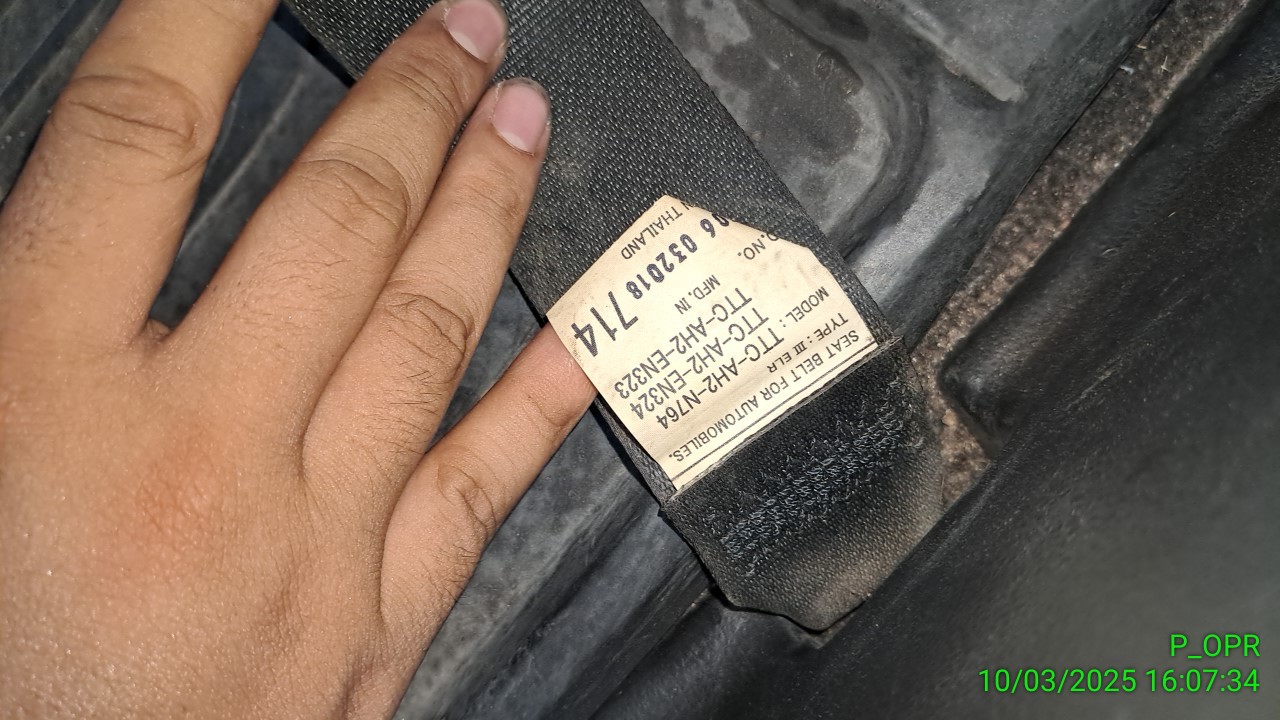 SEAT BELT FOR AUTOMOBILES.
TYPE : III ELR
MODEL :
TTC-AH2-N764
TTC-AH2-EN324
TTC-AH2-EN323
MFD. IN
.NO.
6 032018 714
THAILAND
P_OPR
10/03/2025 16:07:34